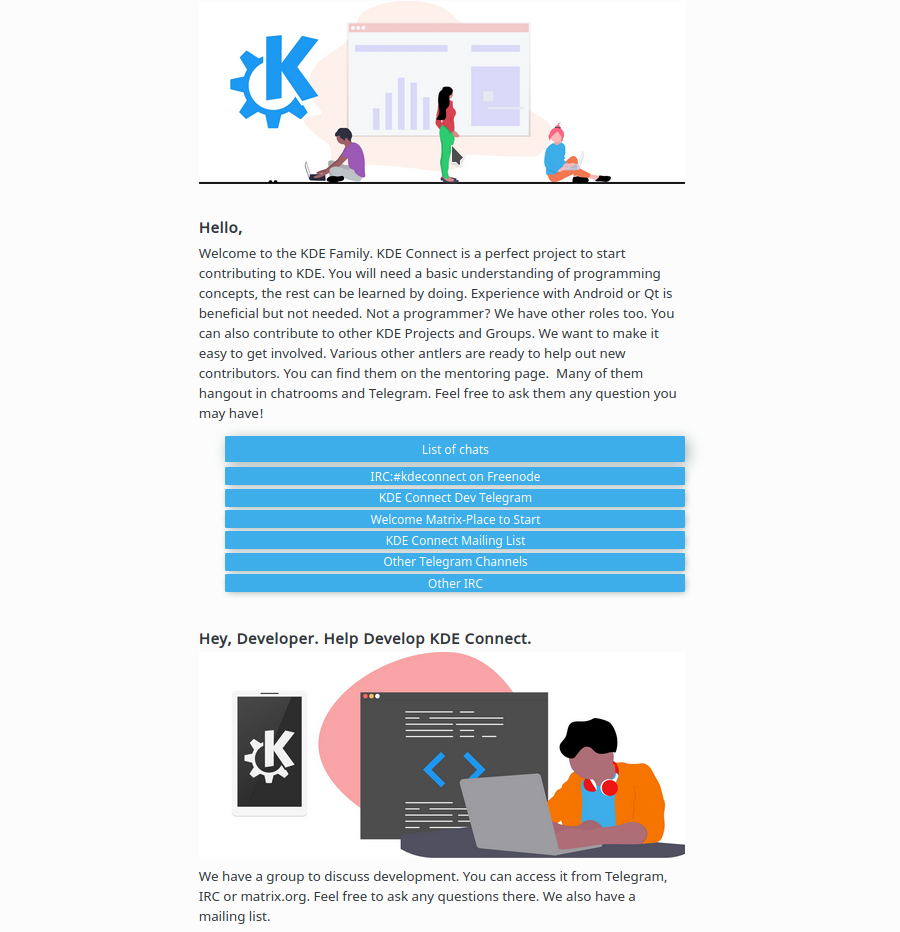 Hello,
Welcome to the KDE Family. KDE Connect is a perfect project to start
contributing to KDE. You will need a basic understanding of programming
concepts, the rest can be learned by doing. Experience with Android or Qt is
beneficial but not needed. Not a programmer? We have other roles too. You
can also contribute to other KDE Projects and Groups. We want to make it
easy to get involved. Various other antlers are ready to help out new
contributors. You can find them on the mentoring page.  Many of them
hangout in chatrooms and Telegram. Feel free to ask them any question you
may have!
List of chats
IRC:#kdeconnect on Freenode
KDE Connect Dev Telegram
Welcome Matrix-Place to Start
KDE Connect Mailing List
Other Telegram Channels
Other IRC
Hey, Developer. Help Develop KDE Connect.
We have a group to discuss development. You can access it from Telegram,
IRC or matrix.org. Feel free to ask any questions there. We also have a
mailing list.